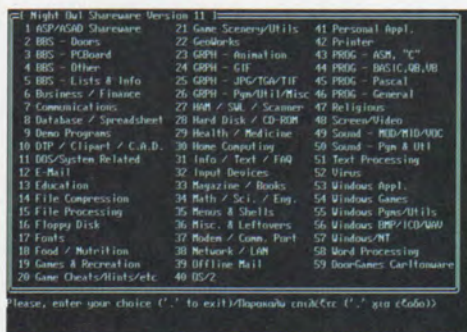 [ Night Owl Shareware Version 11 ]
1 ASP/ASAD Shareware
2 BBS - Doors
3 BBS - PCBoard
4 BBS - Other
5 BBS - Lists & Info
6 Business / Finance
7 Communications
8 Database / Spreadsheet
9 Demo Programs
10 DTP / Clipart / C.A.D.
11 DOS/System Related
12 E-Mail
13 Education
14 File Compression
15 File Processing
16 Floppy Disk
17 Fonts
18 Food / Nutrition
19 Games & Recreation
20 Game Cheats/Hints/etc
21 Game Scenery/Utils
22 GeoWorks
23 GRPH - Animation
24 GRPH - GIF
25 GRPH - JPG/TGA/TIF
26 GRPH - Pgm/Util/Misc
27 HAM / SWL / Scanner
28 Hard Disk / CD-ROM
29 Health / Medicine
30 Home Computing
31 Info / Text / FAQ
32 Input Devices
33 Magazine / Books
34 Math / Sci. / Eng.
35 Menus & Shells
36 Misc. & Leftovers
37 Modem / Comm. Port
38 Network / LAN
39 Offline Mail
40 OS/2
41 Personal Appl.
42 Printer
43 PROG - ASM, "C"
44 PROG - BASIC,QB,VB
45 PROG - Pascal
46 PROG - General
47 Religious
48 Screen/Video
49 Sound - MOD/MID/VOC
50 Sound - Pgm & Utl
51 Text Processing
52 Virus
53 Windows Appl.
54 Windows Games
55 Windows Pgms/Utils
56 Windows BMP/ICO/WAV
57 Windows/NT
58 Word Processing
59 DoorGames Carltonware
Please, enter your choice ('.' to exit)/Παρακαλω επιλεξτε ('.' για εξοδο))